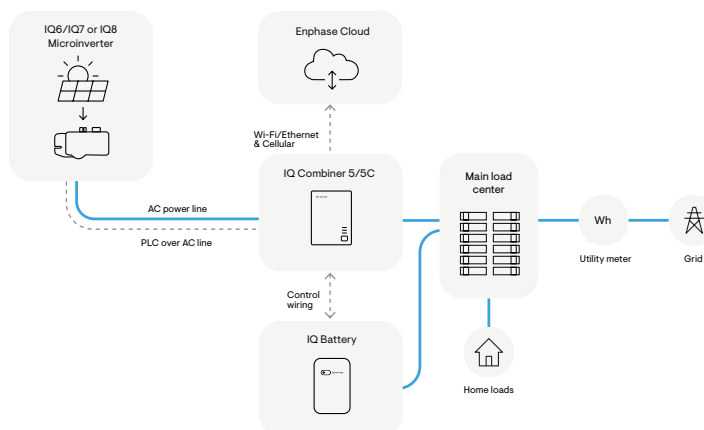 IQ6/IQ7 or IQ8
Microinverter
Enphase Cloud
Wi-Fi/Ethernet
& Cellular
IQ Combiner 5/5C
Main load
center
AC power line
PLC over AC line
Wh
Utility meter
Grid
Control
wiring
IQ Battery
Home loads